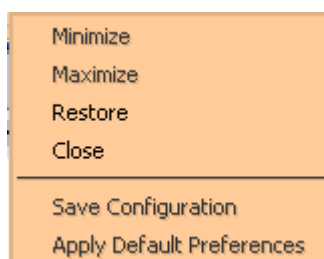 Minimize
Maximize
Restore
Close
Save Configuration
Apply Default Preferences